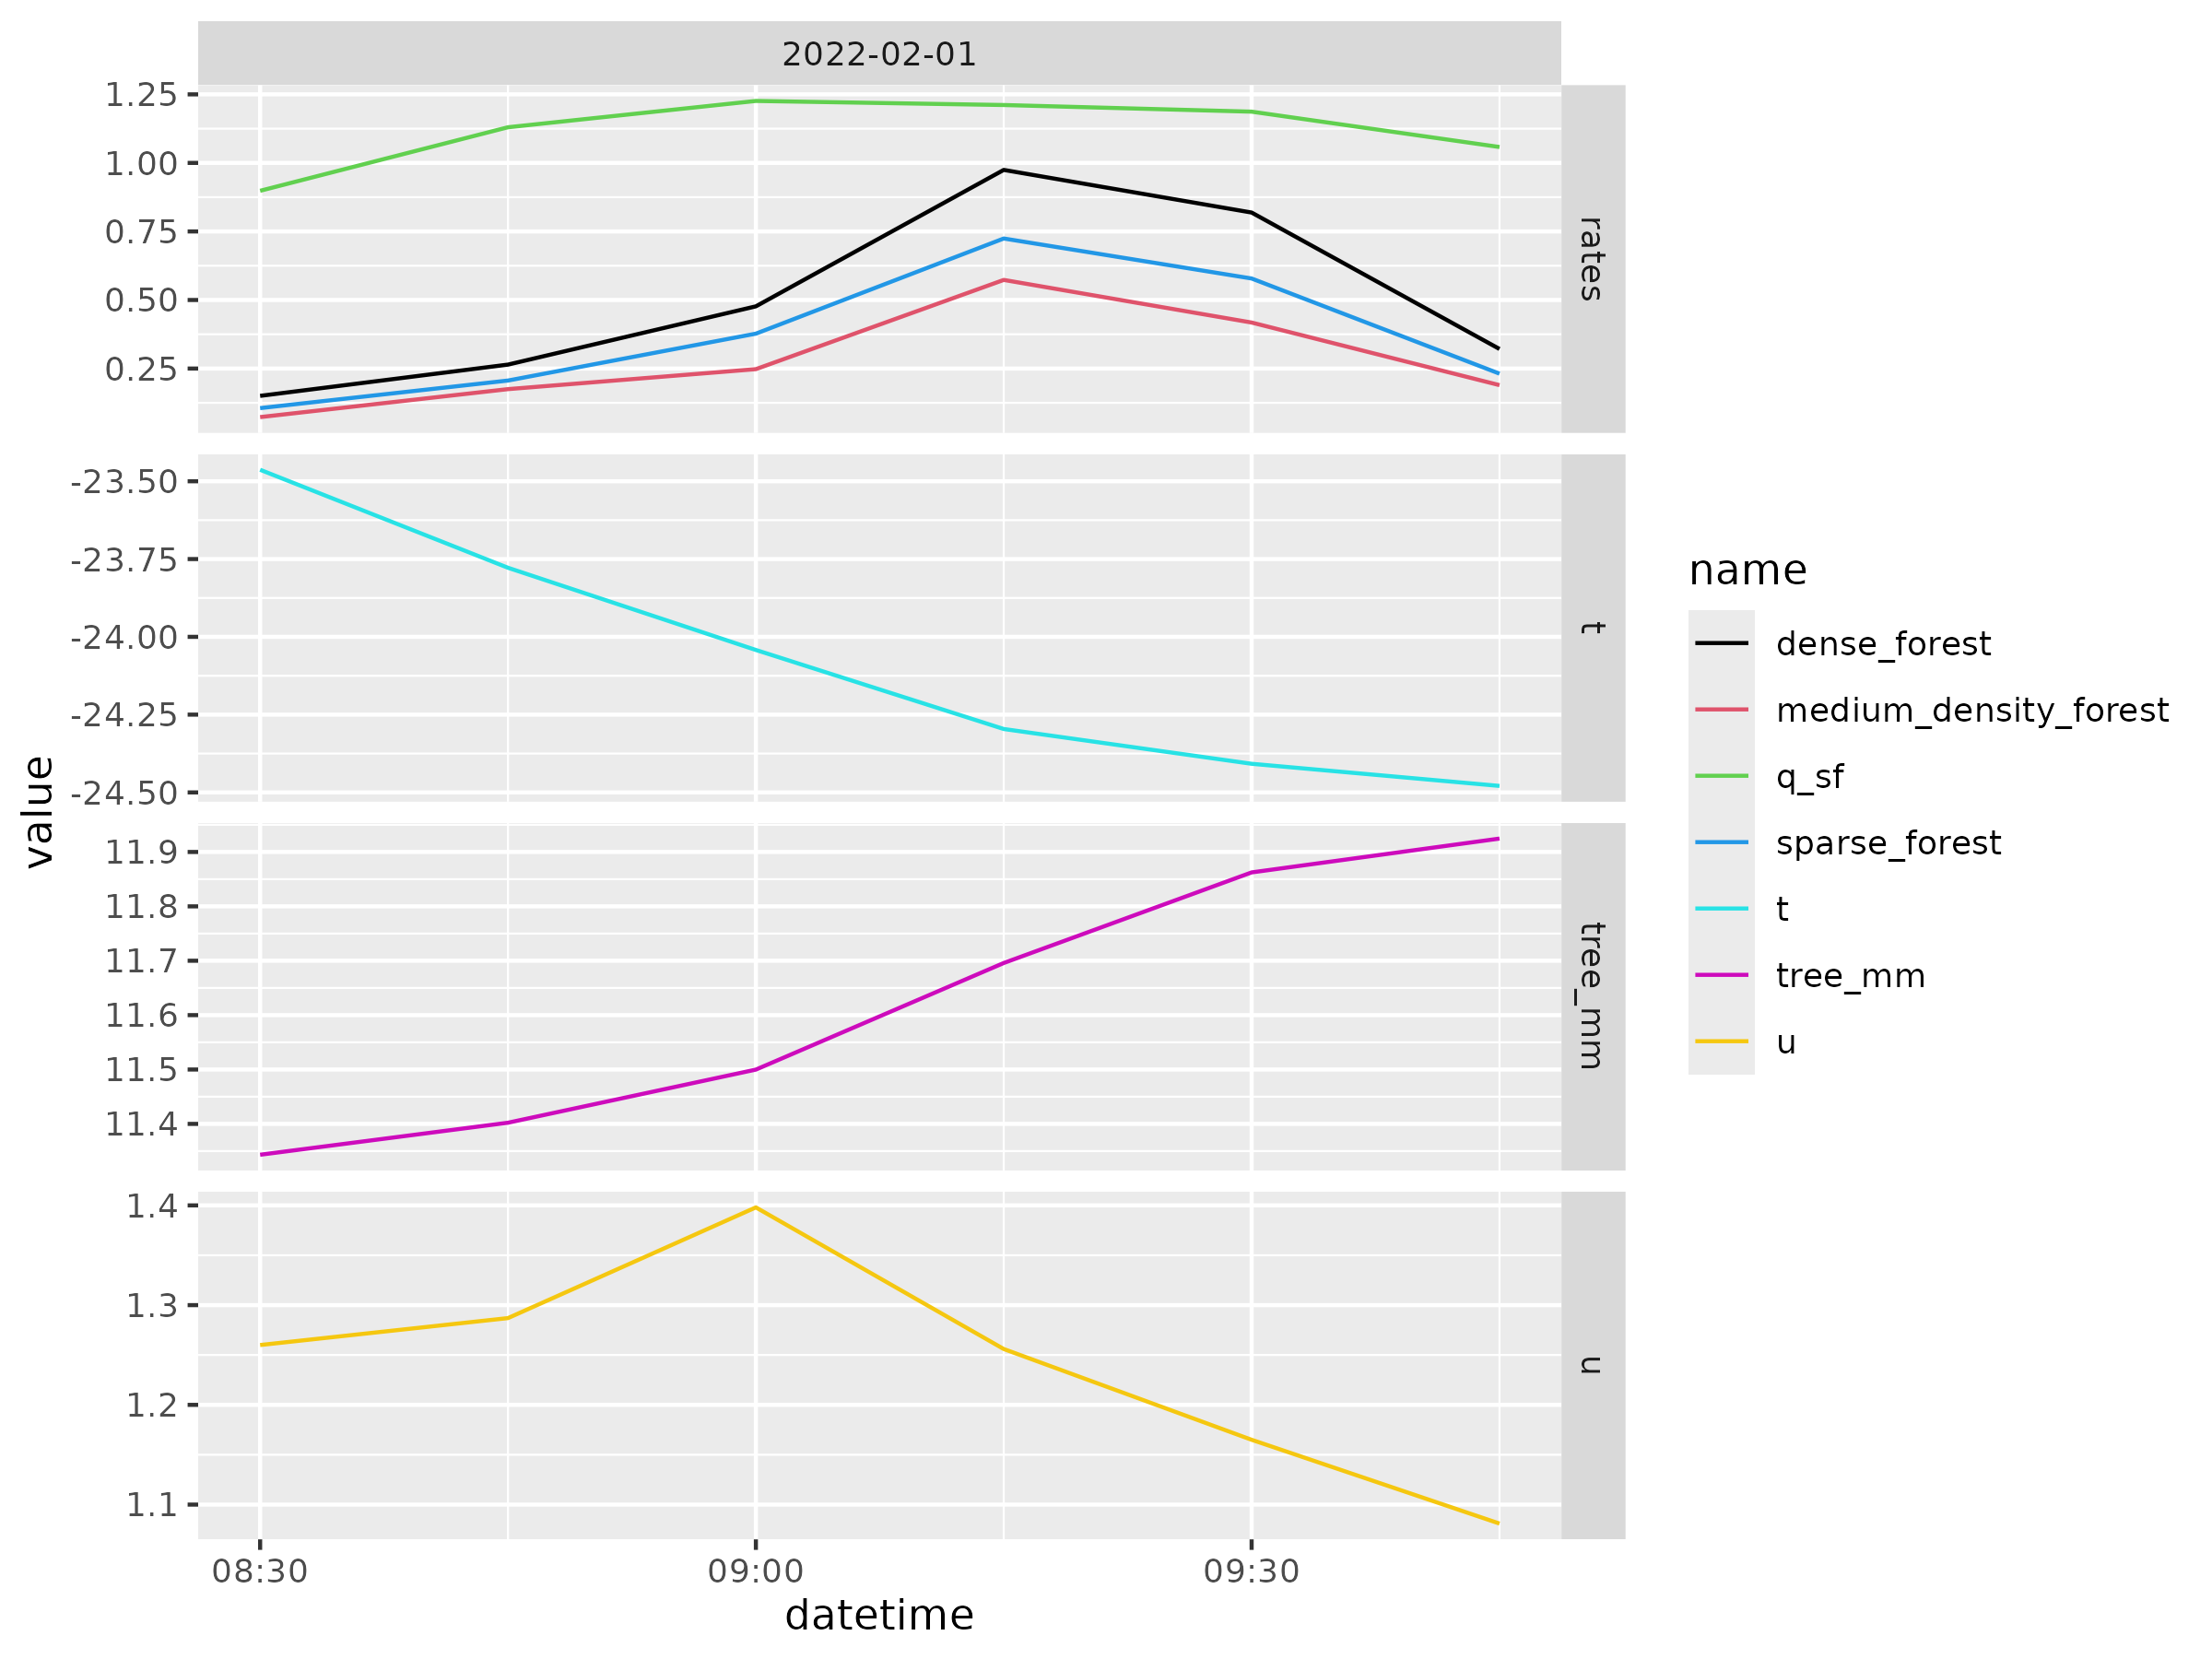 2022-02-01
1.25
1.00
0.75
0.50
0.25
rates
-23.50
-23.75
-24.00
-24.25
-24.50
t
11.9
11.8
11.7
11.6
11.5
11.4
tree_mm
1.4
1.3
1.2
1.1
u
value
08:30 09:00 09:30
datetime
name
dense_forest
medium_density_forest
q_sf
sparse_forest
t
tree_mm
u